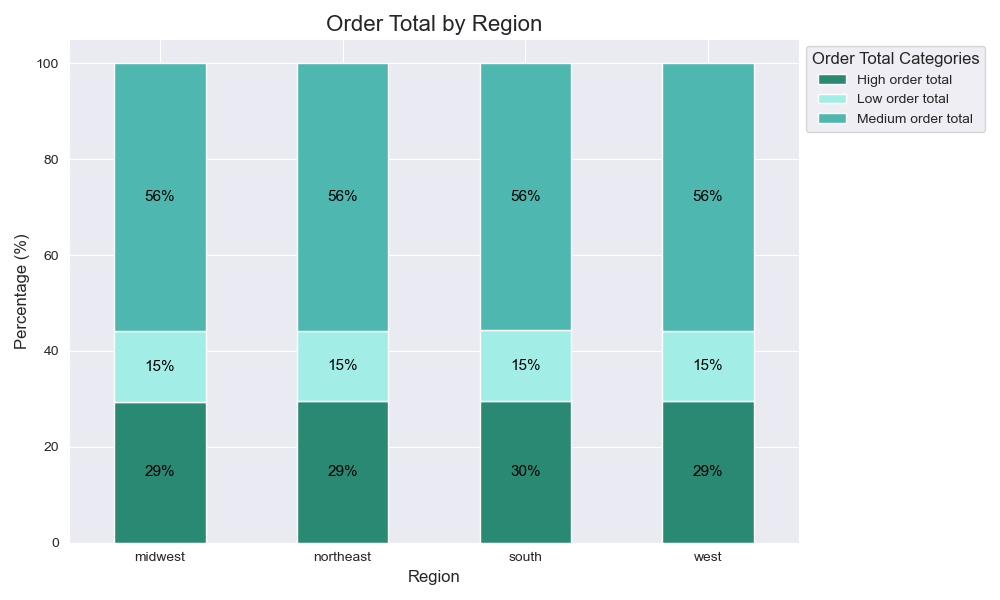 Order Total by Region
Order Total Categories
High order total
Low order total
Medium order total
Percentage (%)
100
80
60
40
20
0
56% 56% 56% 56%
15% 15% 15% 15%
29% 29% 30% 29%
midwest northeast south west
Region